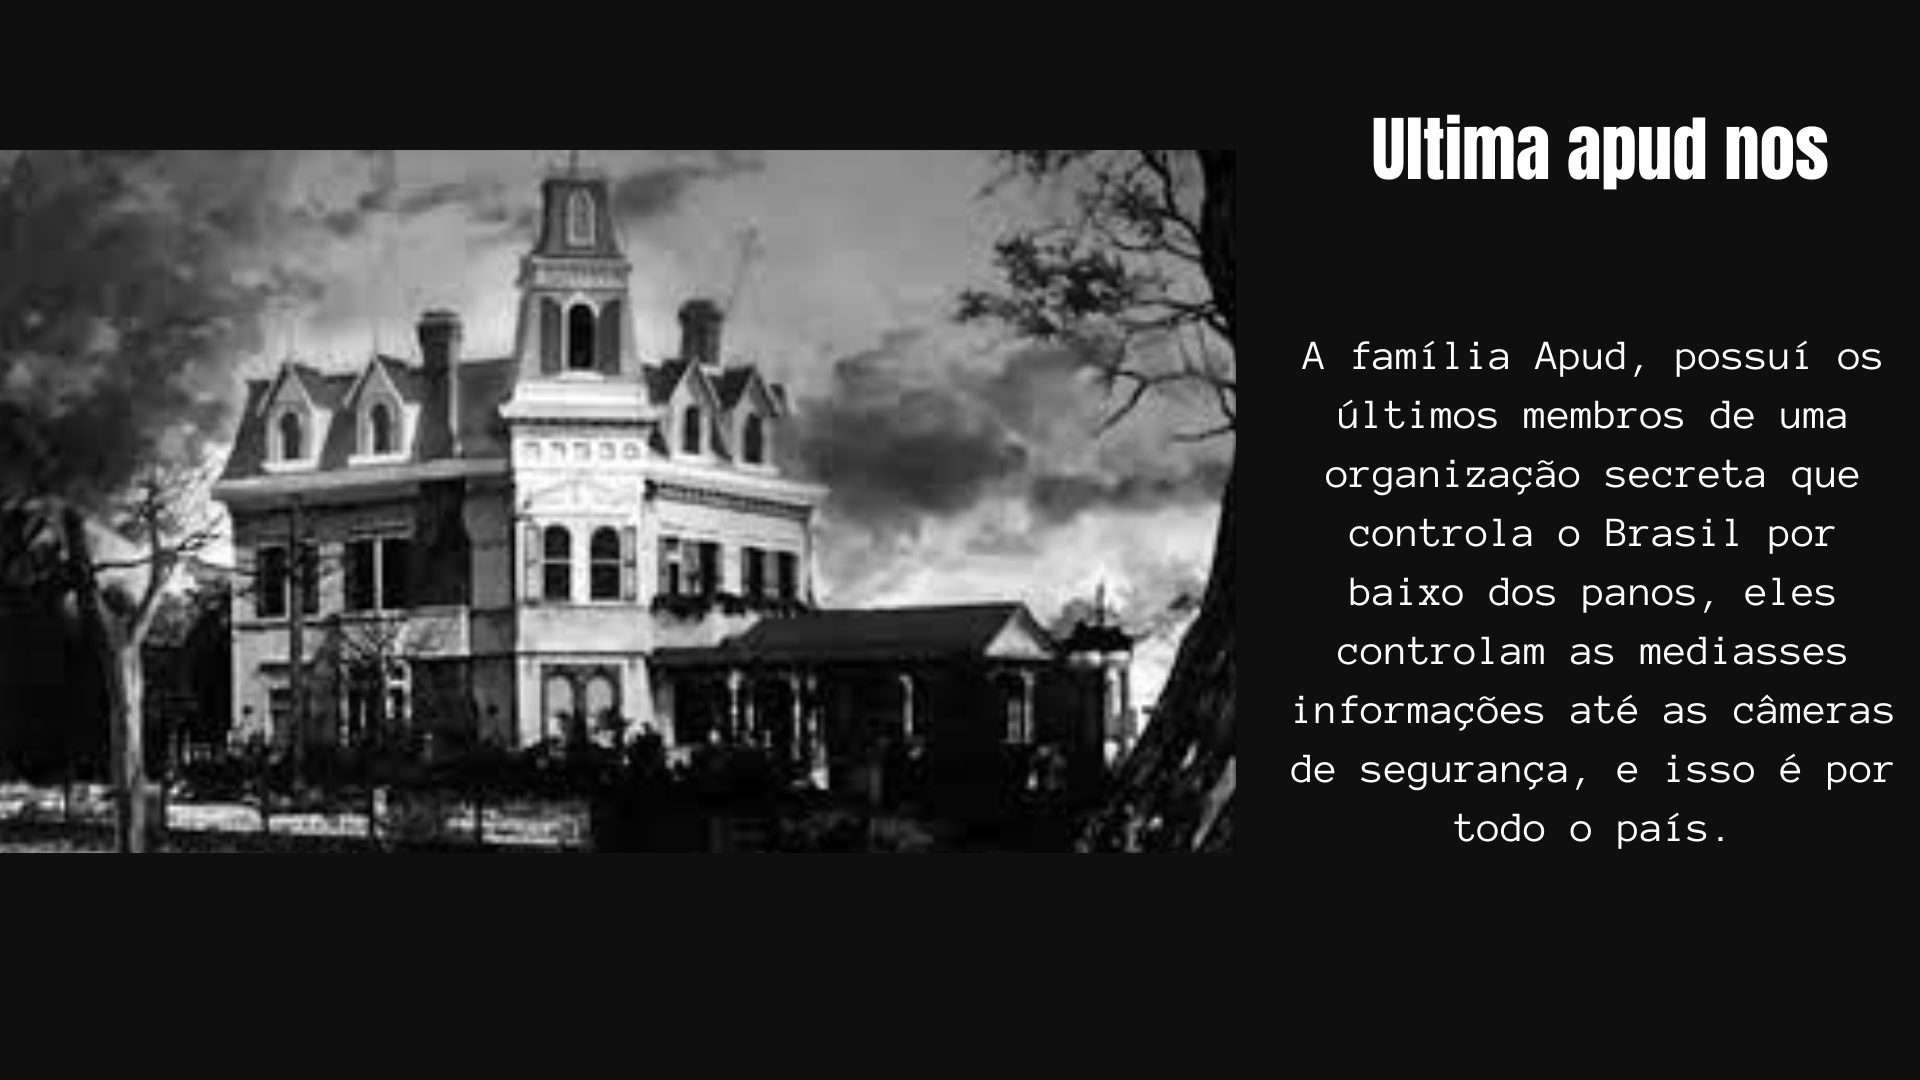 Ultima apud nos
A família Apud, possuí os
últimos membros de uma
organização secreta que
controla o Brasil por
baixo dos panos, eles
controlam as mediasses
informações até as câmeras
de segurança, e isso é por
todo o país.